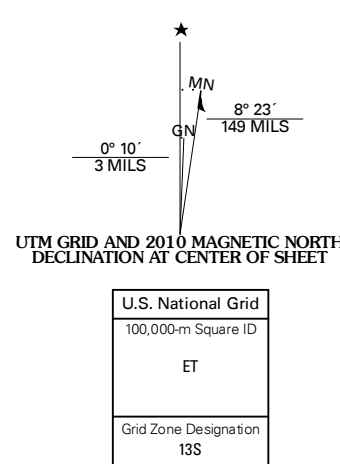 ★
MN
8° 23´
149 MILS
GN
0° 10´
3 MILS
UTM GRID AND 2010 MAGNETIC NORTH
DECLINATION AT CENTER OF SHEET
U.S. National Grid
100,000-m Square ID
ET
Grid Zone Designation
13S